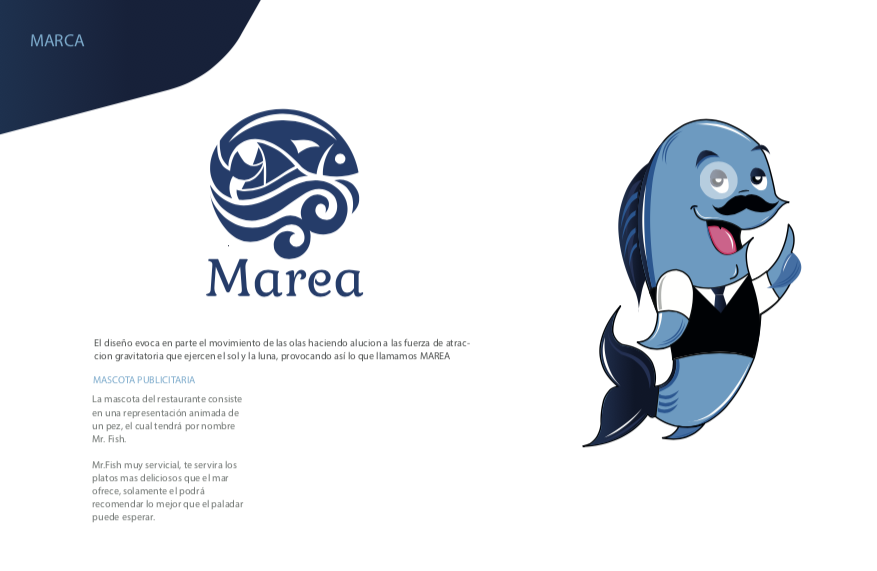 MARCA
Marea
El diseño evoca en parte el movimiento de las olas haciendo alucion a las fuerza de atrac-
cion gravitatoria que ejercen el sol y la luna, provocando así lo que llamamos MAREA
MASCOTA PUBLICITARIA
La mascota del restaurante consiste
en una representación animada de
un pez, el cual tendrá por nombre
Mr. Fish.
Mr.Fish muy servicial, te servira los
platos mas deliciosos que el mar
ofrece, solamente el podrá
recomendar lo mejor que el paladar
puede esperar.